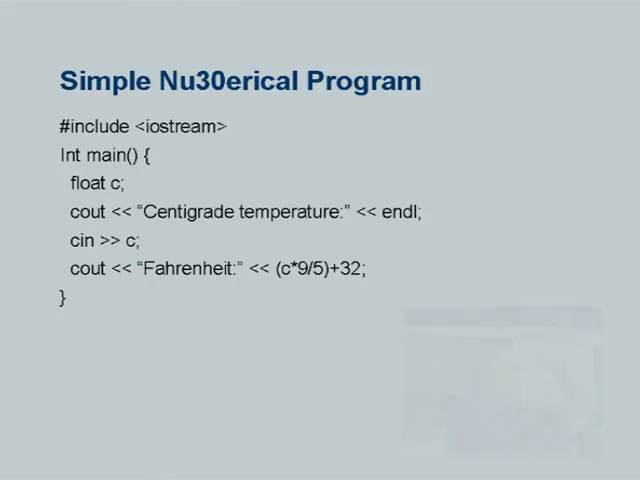 Simple Nu30erical Program
#include <iostream>
Int main() {
float c;
cout << “Centigrade temperature:” << endl;
cin >> c;
cout << “Fahrenheit:” << (c*9/5)+32;
}